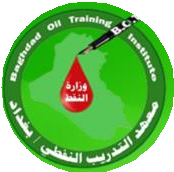 Baghdad Oil Training Institute
B.O.T.I
وزارة
النفط
معهد التدريب النفطي / بغداد